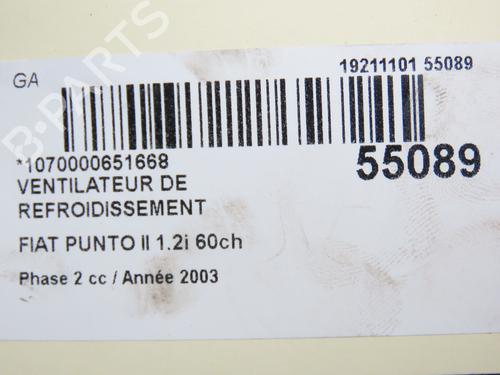 GA
19211101 55089
*1070000651668
55089
VENTILATEUR DE
REFROIDISSEMENT
FIAT PUNTO II 1.2i 60ch
Phase 2 cc / Année 2003
B-PARTS